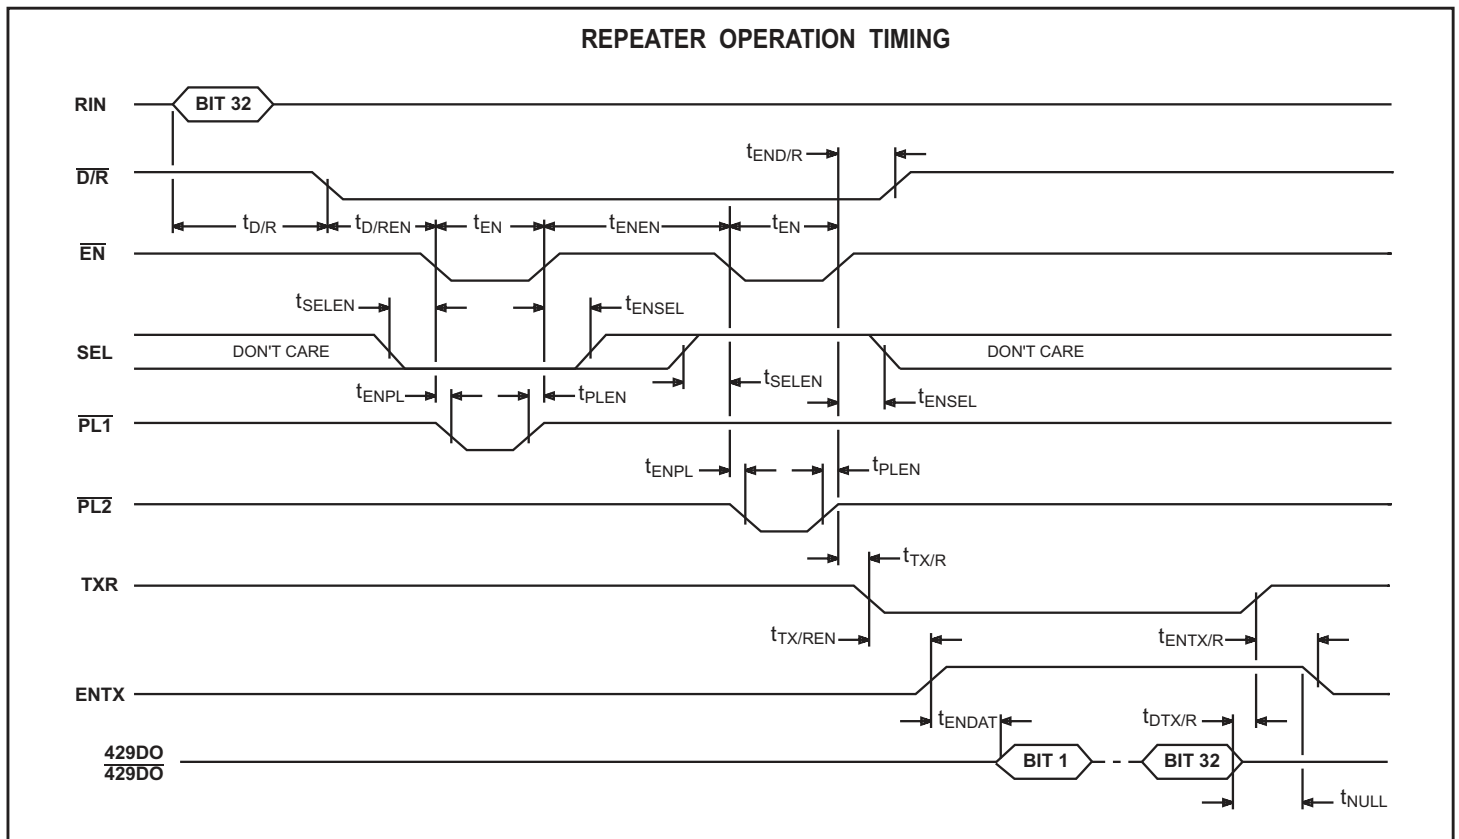 REPEATER OPERATION TIMING
RIN
BIT 32
tEND/R
D/R
tD/R
tD/REN
tEN
tENEN
tEN
EN
tSELEN
tENSEL
SEL
DON'T CARE
DON'T CARE
tENPL
tPLEN
tSELEN
tENSEL
PL1
tENPL
tPLEN
PL2
tTX/R
TXR
tTX/REN
tENTX/R
ENTX
tENDAT
tDTX/R
429DO
429DO
BIT 1
BIT 32
tNULL